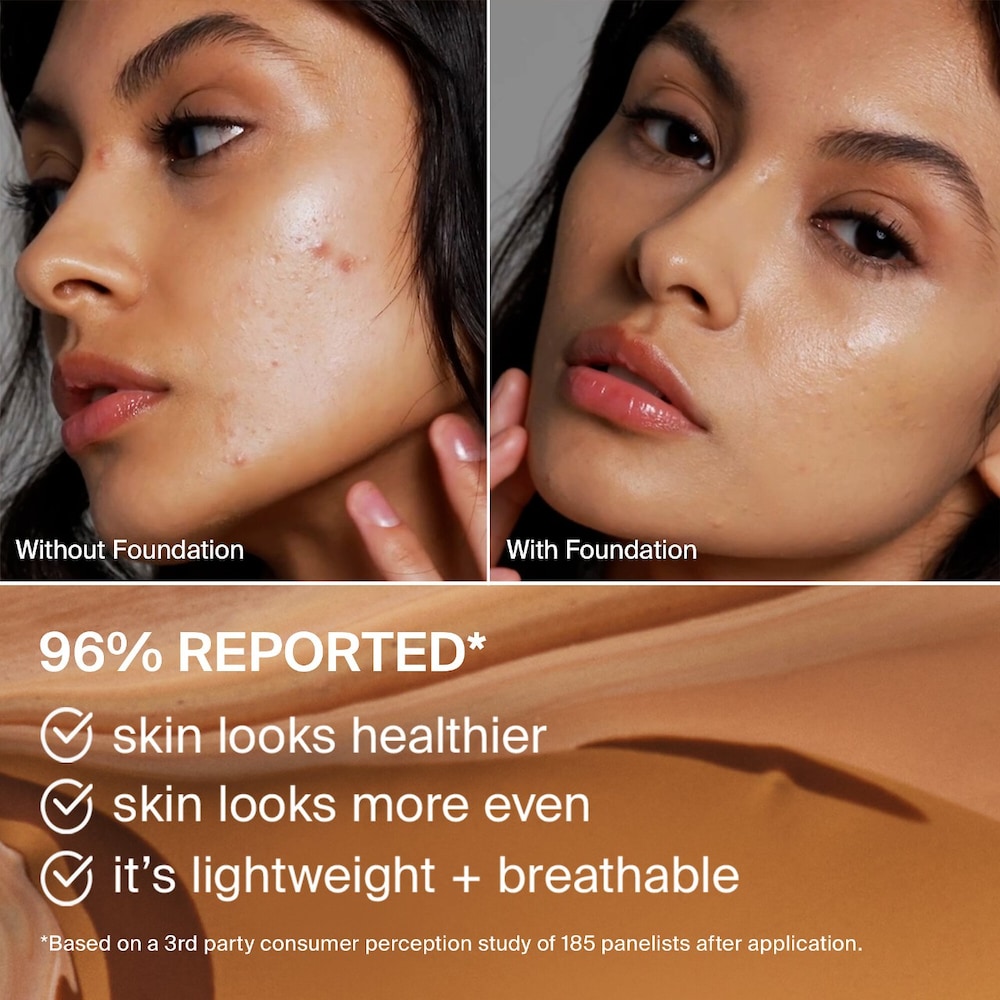 Without Foundation
With Foundation
96% REPORTED*
skin looks healthier
skin looks more even
it's lightweight + breathable
*Based on a 3rd party consumer perception study of 185 panelists after application.